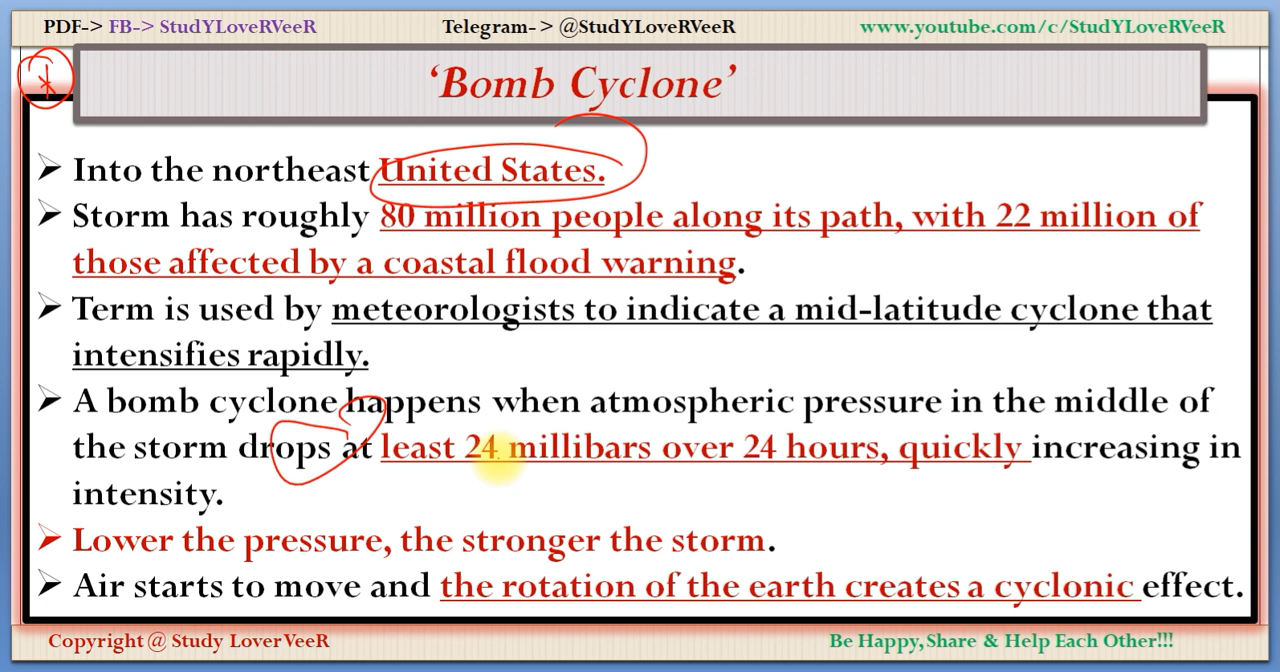 PDF-> FB-> StudYLoveRVeeR Telegram- > @StudYLoveRVeeR www.youtube.com/c/StudYLoveRVeeR
‘Bomb Cyclone’
➢ Into the northeast United States.
➢ Storm has roughly 80 million people along its path, with 22 million of
those affected by a coastal flood warning.
➢ Term is used by meteorologists to indicate a mid-latitude cyclone that
intensifies rapidly.
➢ A bomb cyclone happens when atmospheric pressure in the middle of
the storm drops at least 24 millibars over 24 hours, quickly increasing in
intensity.
➢ Lower the pressure, the stronger the storm.
➢ Air starts to move and the rotation of the earth creates a cyclonic effect.
Copyright @ Study LoverVeeR Be Happy,Share & Help Each Other!!!